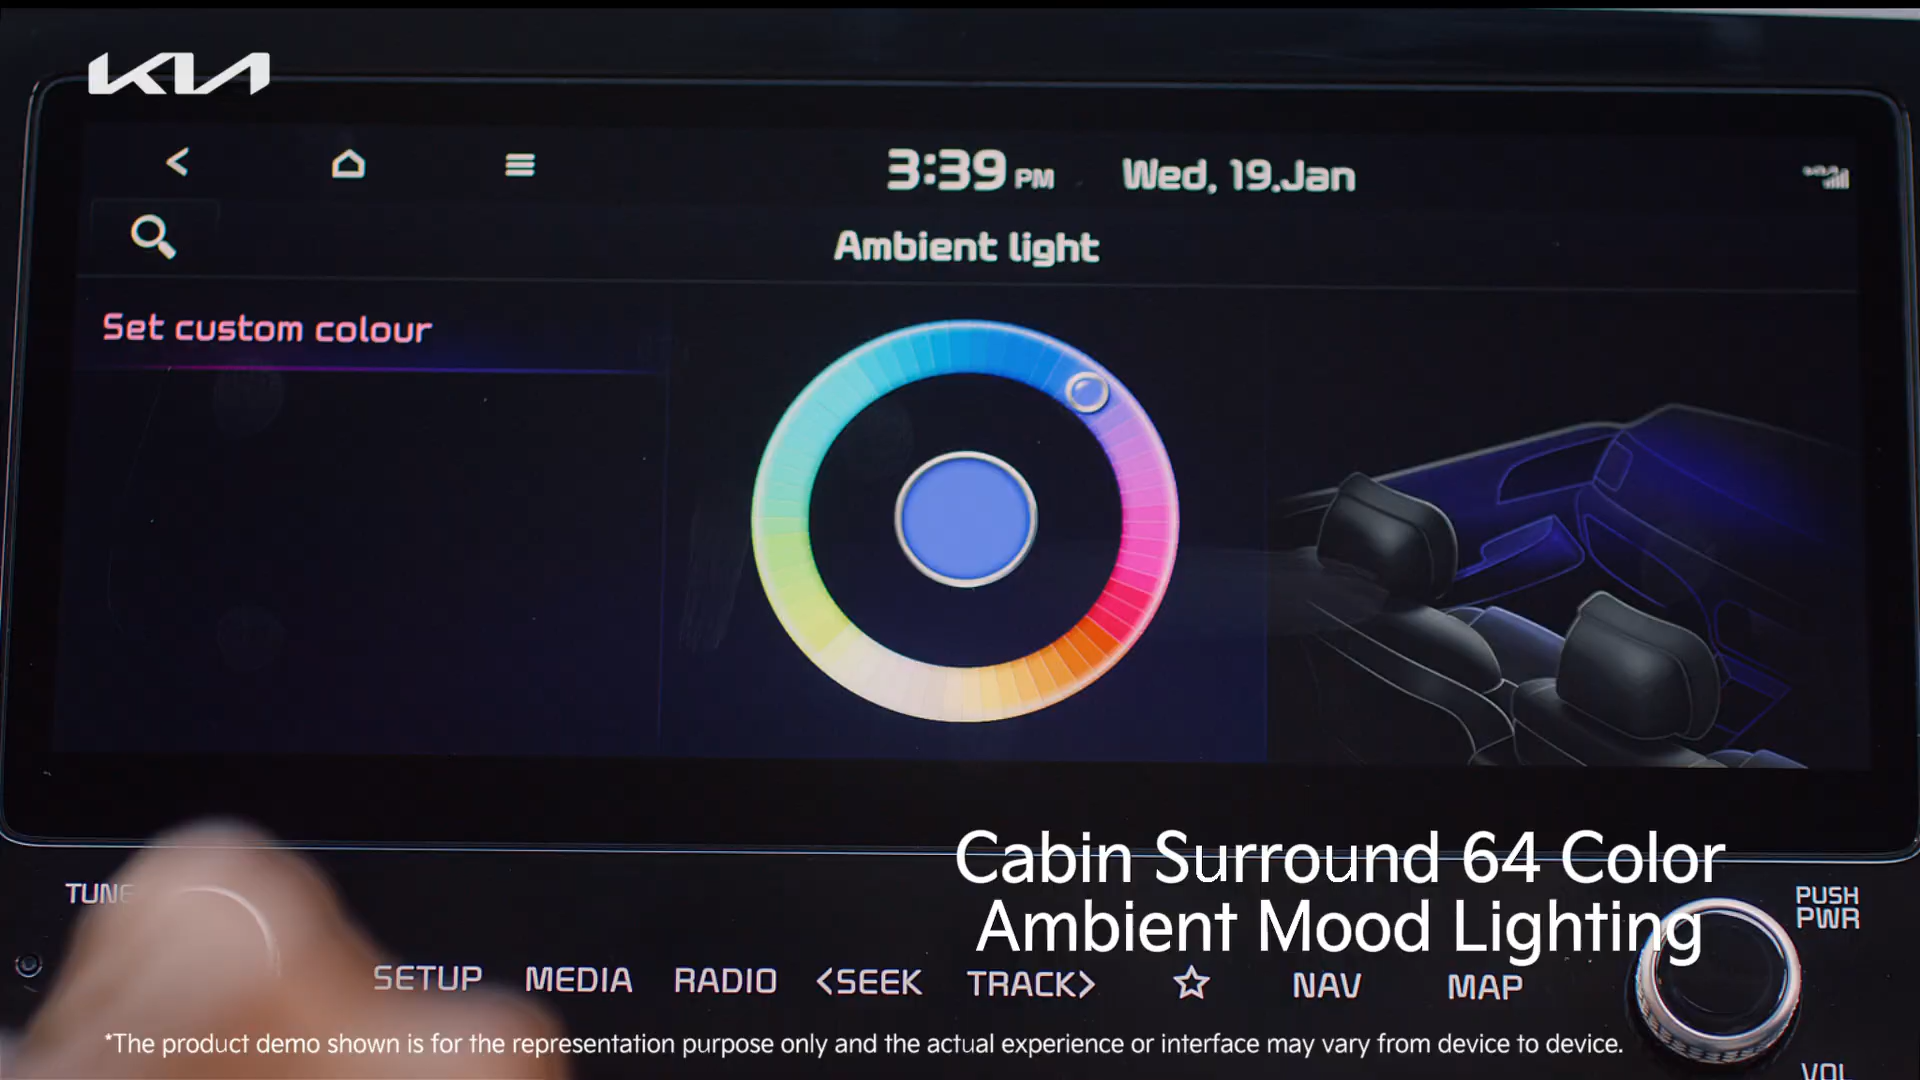 KIA
3:39 PM Wed, 19.Jan
Ambient light
Set custom colour
Cabin Surround 64 Color
Ambient Mood Lighting
TUNE
PUSH
PWR
SETUP MEDIA RADIO <SEEK TRACK> NAV MAP
*The product demo shown is for the representation purpose only and the actual experience or interface may vary from device to device.
VOL